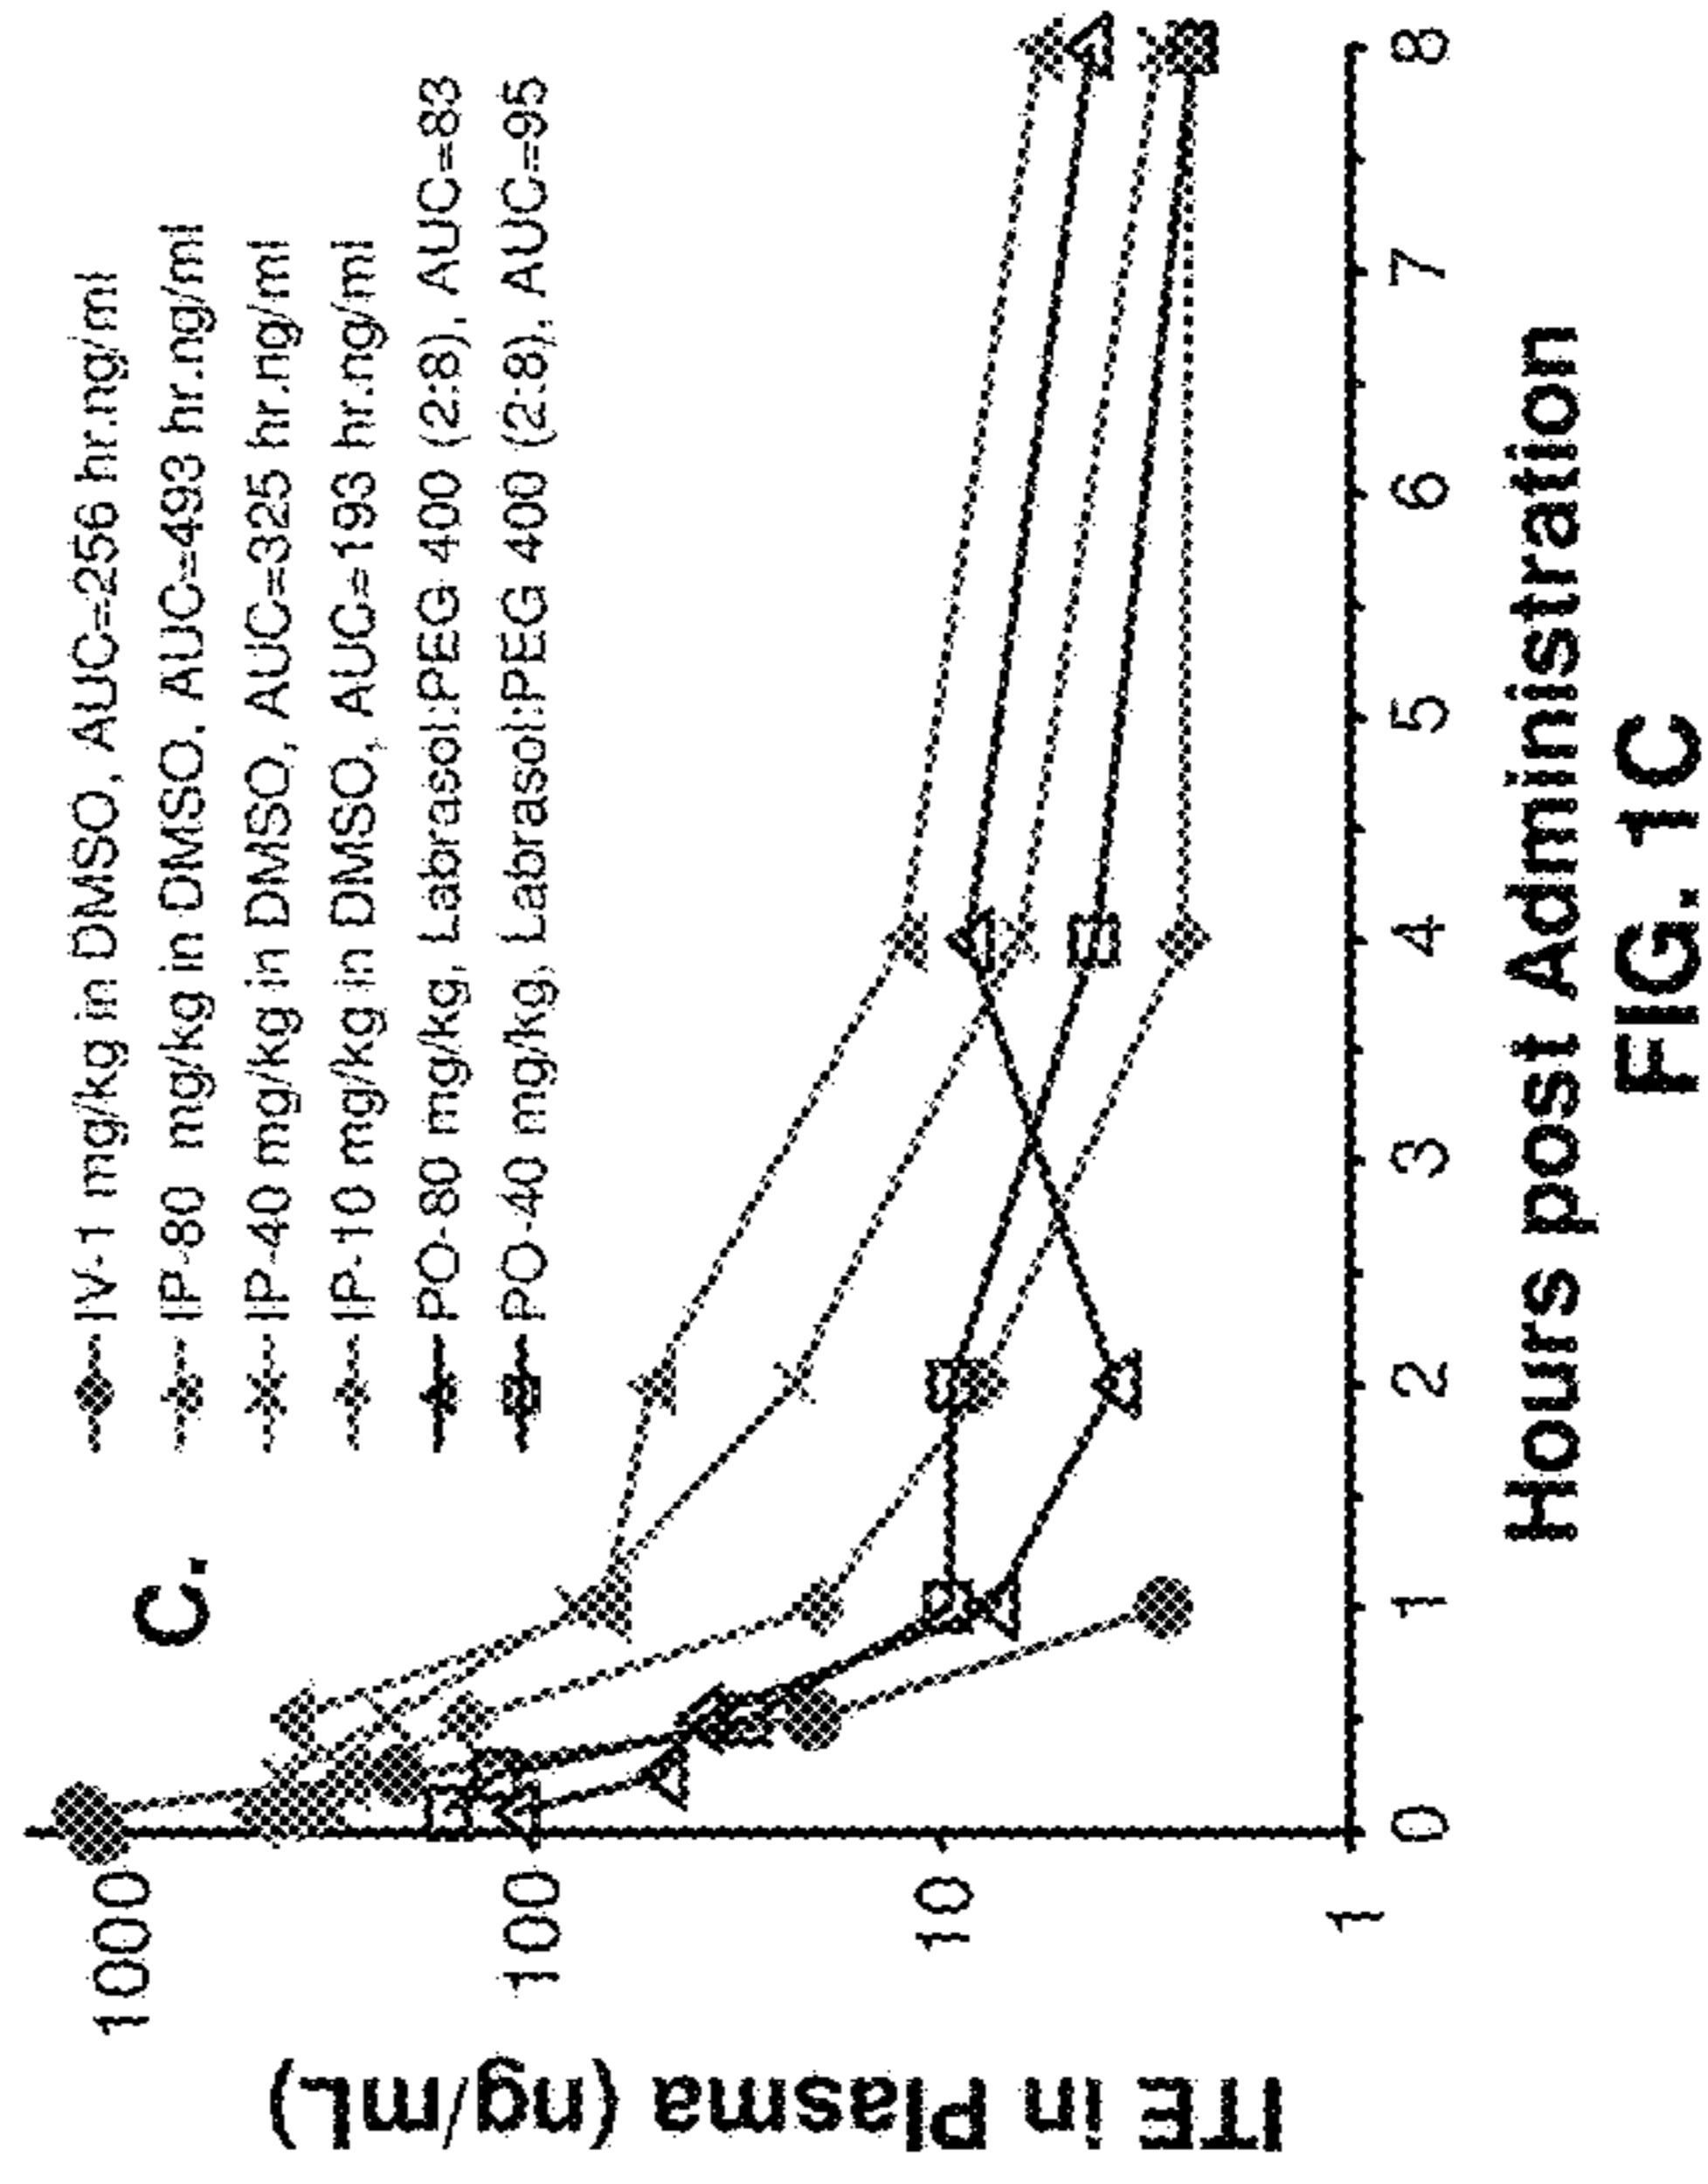 C.
IV-1 mg/kg in DMSO, AUC=256 hr.ng/ml
IP-80 mg/kg in DMSO, AUC=493 hr.ng/ml
IP-40 mg/kg in DMSO, AUC=325 hr.ng/ml
IP-10 mg/kg in DMSO, AUC=193 hr.ng/ml
PO-80 mg/kg, Labrasol:PEG 400 (2:8), AUC=83
PO-40 mg/kg, Labrasol:PEG 400 (2:8), AUC=95
ITE in Plasma (ng/mL)
1000
100
10
1
0 1 2 3 4 5 6 7 8
Hours post Administration
FIG. 1C